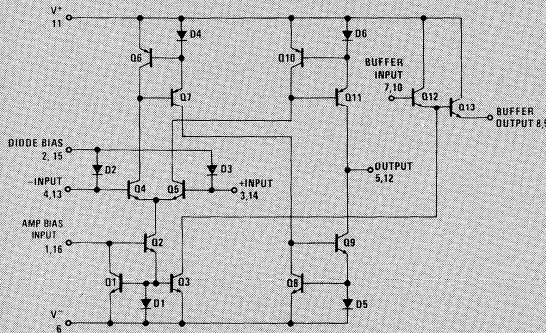 V+
11
D4
D6
Q6
Q10
BUFFER
INPUT
7,10
Q7
Q11
Q12
Q13
BUFFER
OUTPUT 8,9
DIODE BIAS
2, 15
D2
D3
OUTPUT
5,12
−INPUT
4,13
Q4
Q5
+INPUT
3,14
AMP BIAS
INPUT
1,16
Q2
Q9
Q1
Q3
Q8
D1
D5
V−
6